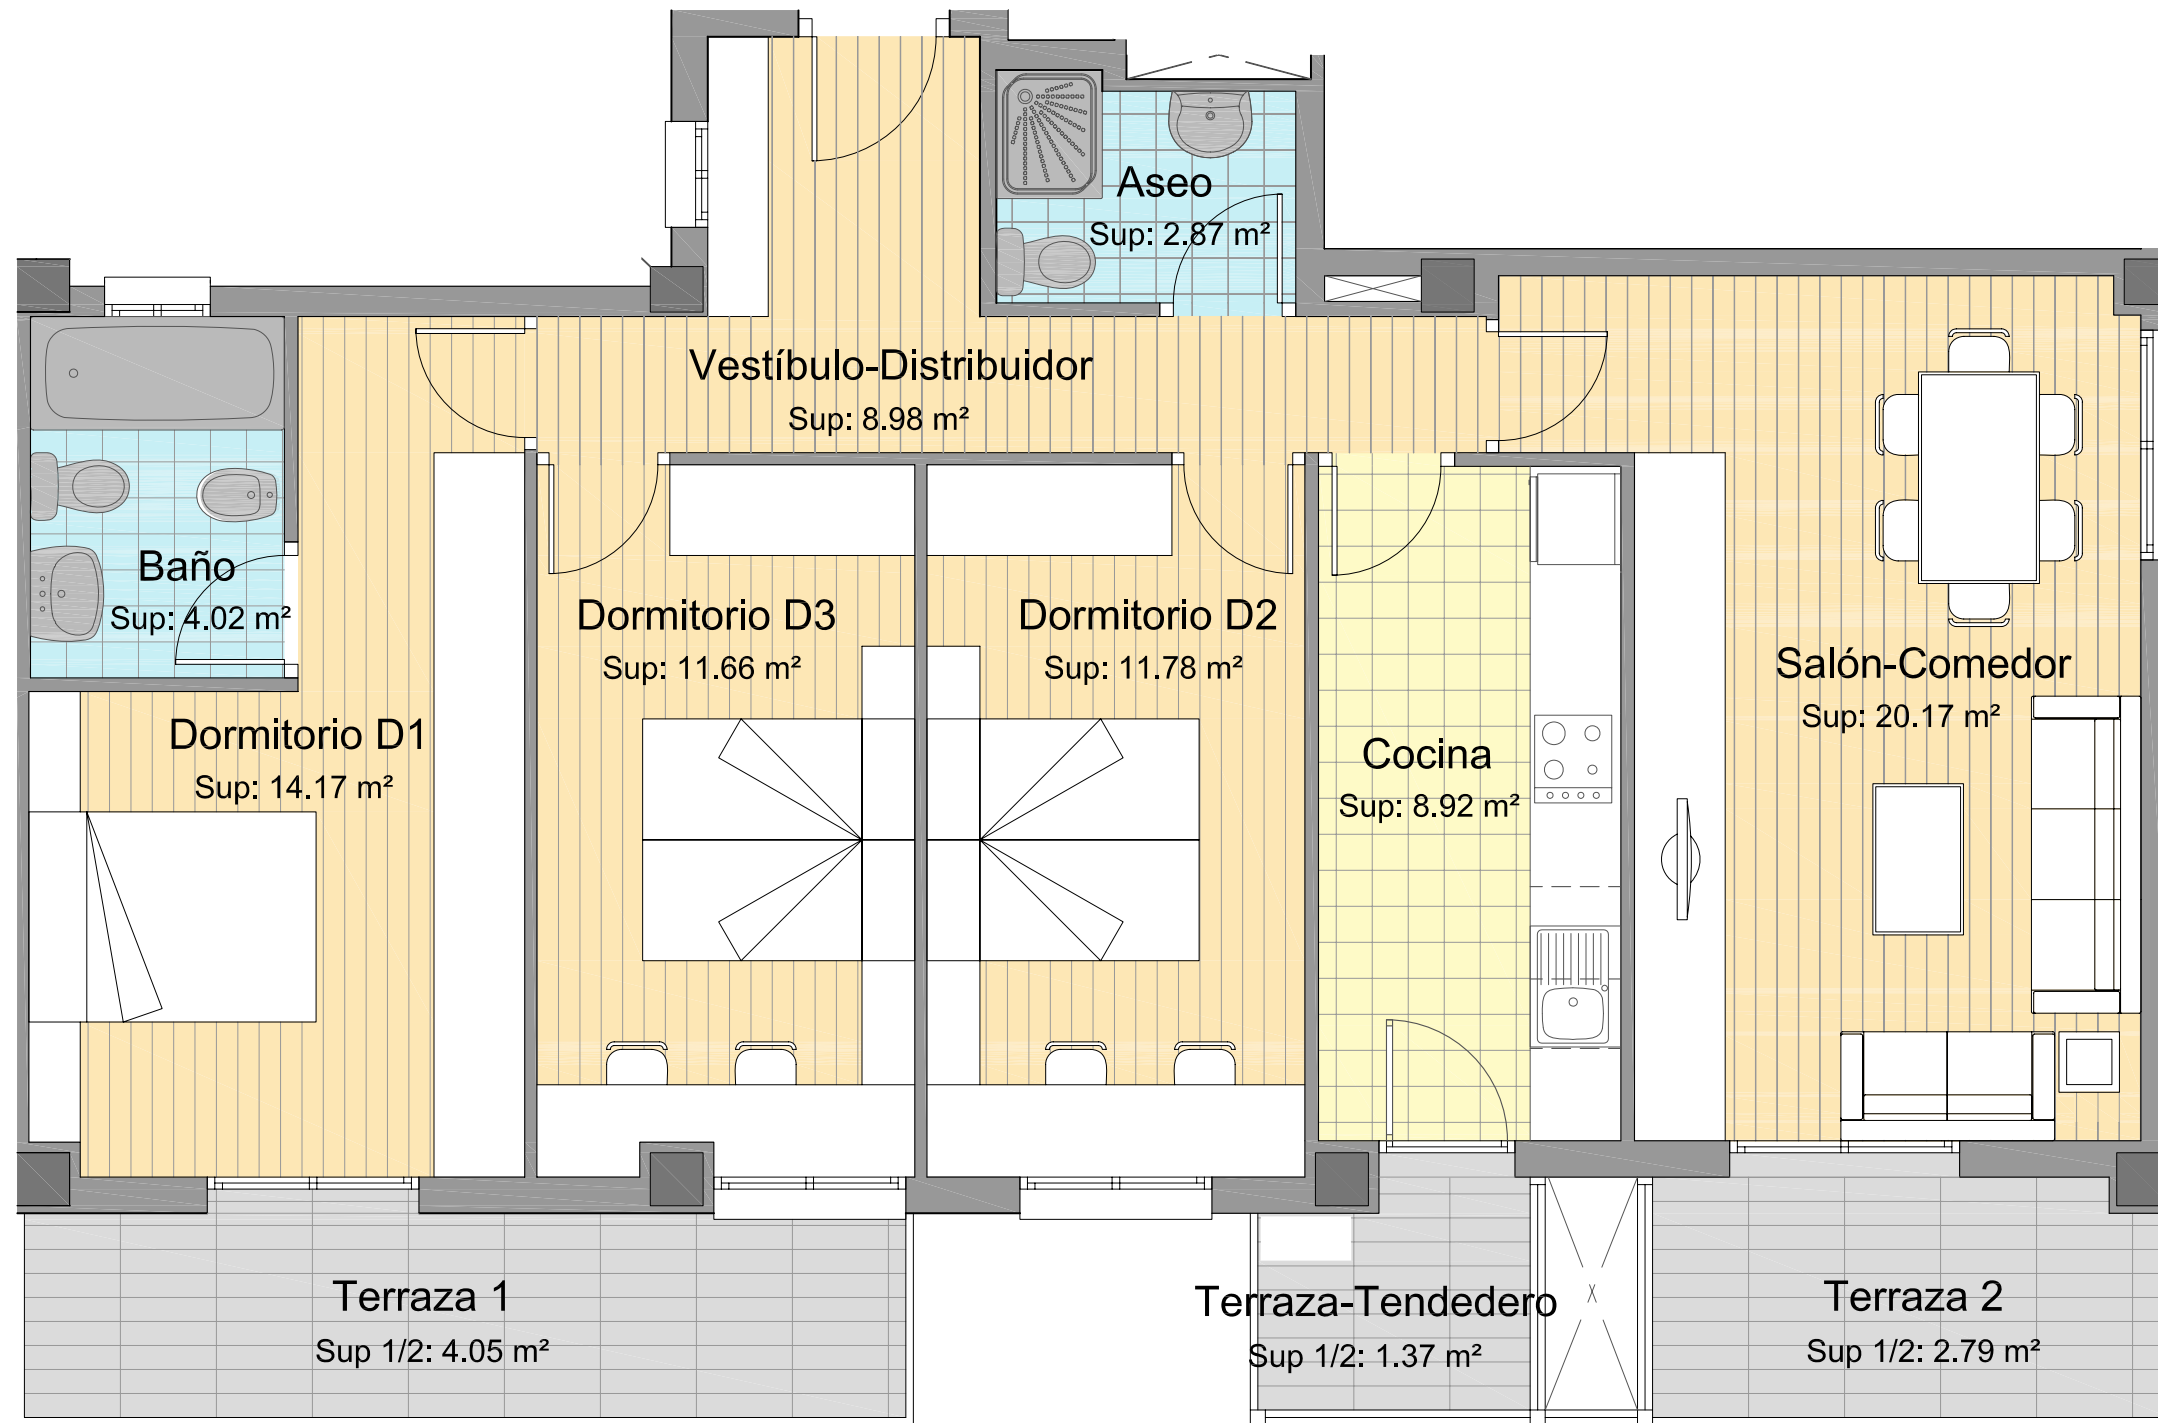 Aseo
Sup: 2.87 m²
Vestíbulo-Distribuidor
Sup: 8.98 m²
Baño
Sup: 4.02 m²
Dormitorio D3
Sup: 11.66 m²
Dormitorio D2
Sup: 11.78 m²
Salón-Comedor
Sup: 20.17 m²
Dormitorio D1
Sup: 14.17 m²
Cocina
Sup: 8.92 m²
Terraza 1
Sup 1/2: 4.05 m²
Terraza-Tendedero
Sup 1/2: 1.37 m²
Terraza 2
Sup 1/2: 2.79 m²